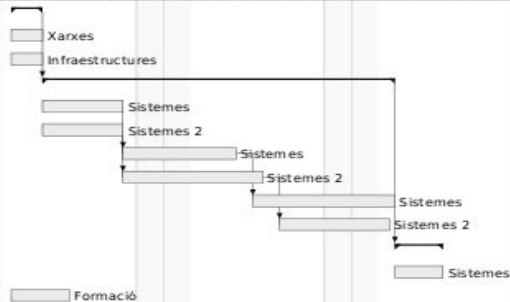 Xarxes
Infraestructures
Sistemes
Sistemes 2
Sistemes
Sistemes 2
Sistemes
Sistemes 2
Sistemes
Formació